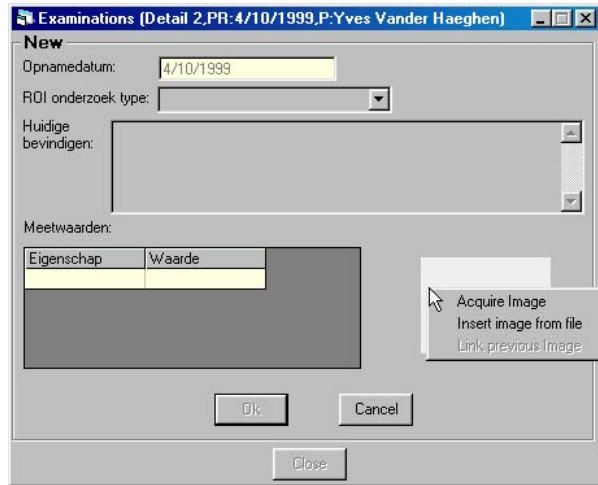 Examinations (Detail 2,PR:4/10/1999,P:Yves Vander Haeghen)
New
Opnamedatum: 4/10/1999
ROI onderzoek type:
Huidige
bevindigen:
Meetwaarden:
Eigenschap Waarde
Acquire Image
Insert image from file
Link previous Image
Ok Cancel
Close